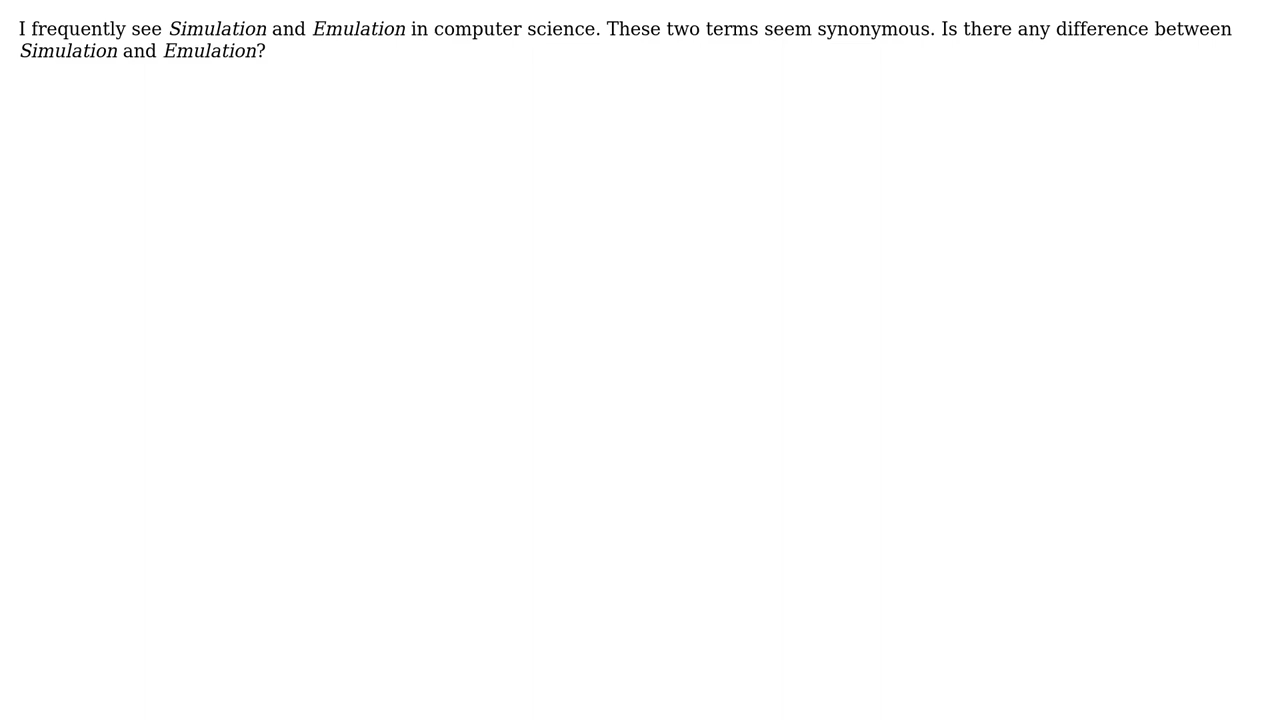 I frequently see Simulation and Emulation in computer science. These two terms seem synonymous. Is there any difference between
Simulation and Emulation?